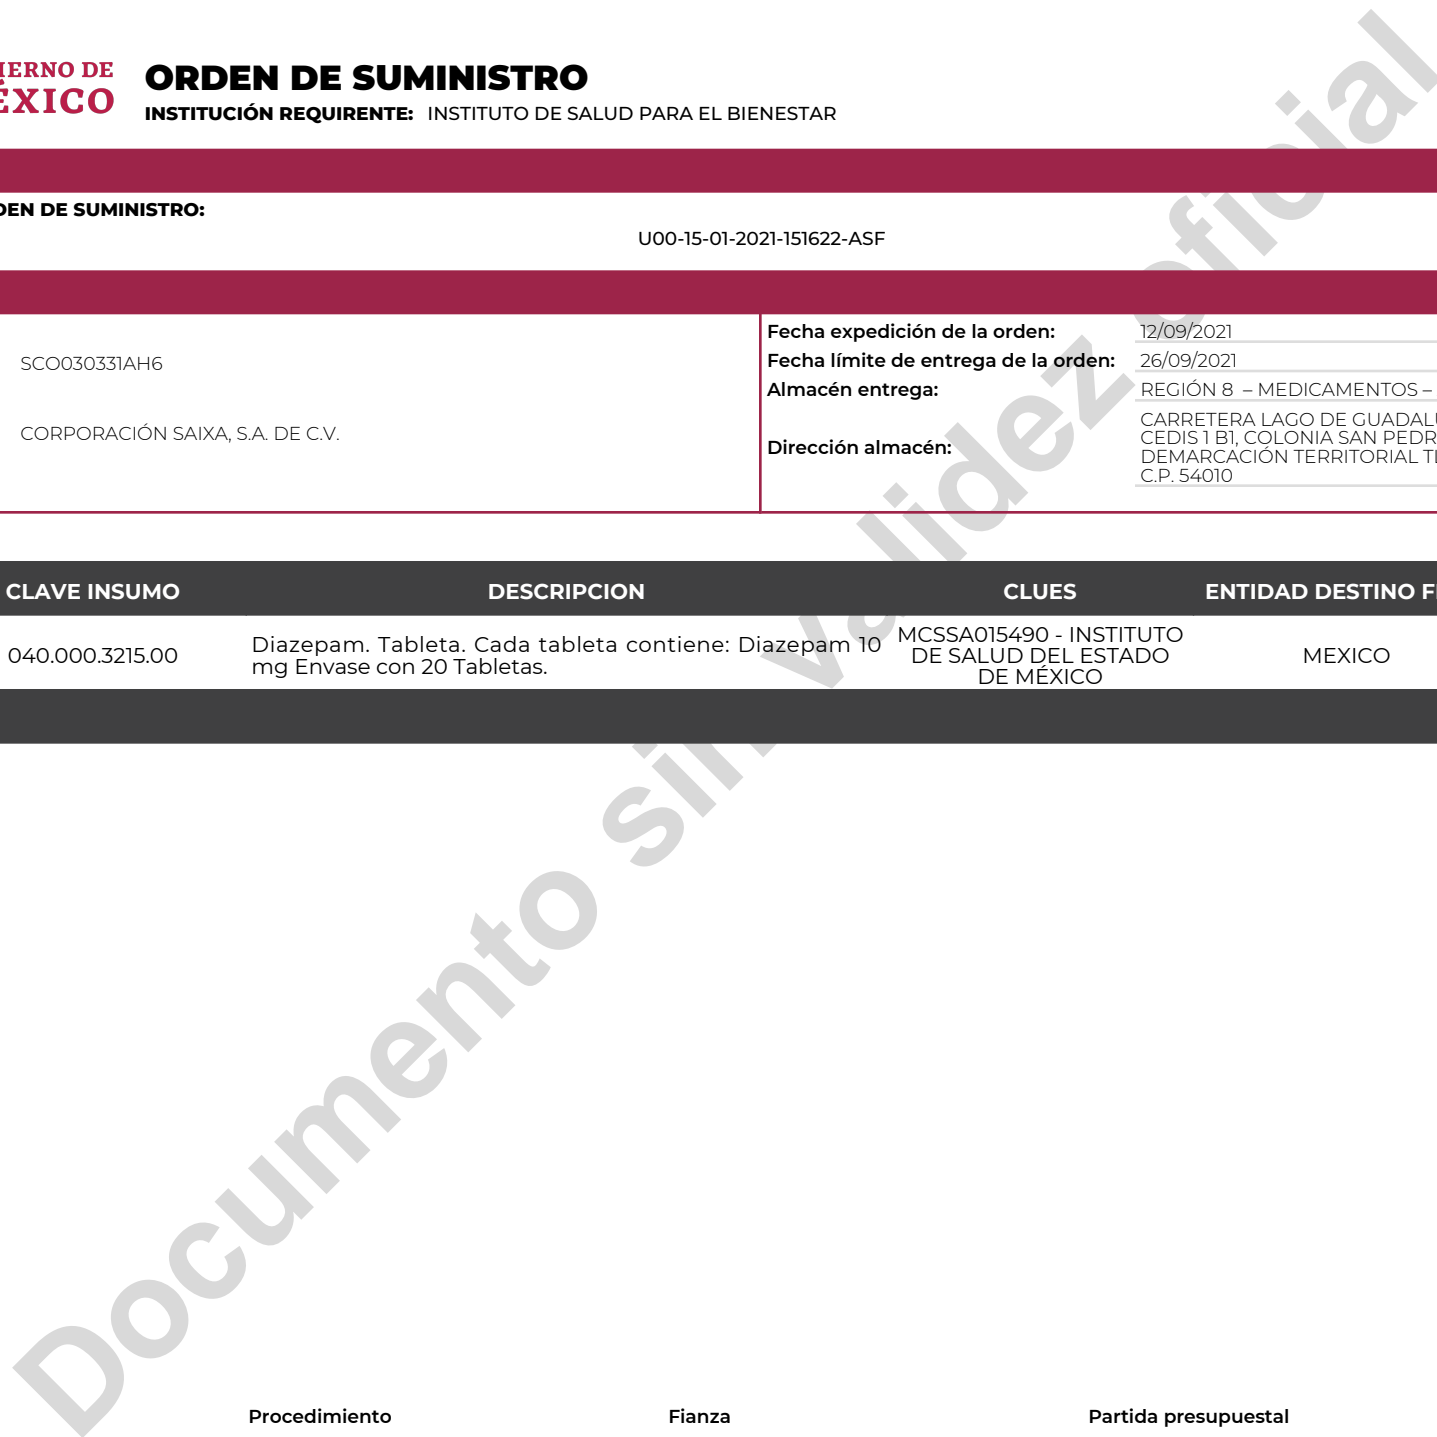 IERNO DE
ÉXICO
ORDEN DE SUMINISTRO
INSTITUCIÓN REQUIRENTE: INSTITUTO DE SALUD PARA EL BIENESTAR
DEN DE SUMINISTRO:
U00-15-01-2021-151622-ASF
SCO030331AH6
CORPORACIÓN SAIXA, S.A. DE C.V.
Fecha expedición de la orden: 12/09/2021
Fecha límite de entrega de la orden: 26/09/2021
Almacén entrega: REGIÓN 8 – MEDICAMENTOS –
Dirección almacén:
CARRETERA LAGO DE GUADALU
CEDIS 1 B1, COLONIA SAN PEDR
DEMARCACIÓN TERRITORIAL TL
C.P. 54010
CLAVE INSUMO DESCRIPCION CLUES ENTIDAD DESTINO FI
040.000.3215.00
Diazepam. Tableta. Cada tableta contiene: Diazepam 10
mg Envase con 20 Tabletas.
MCSSA015490 - INSTITUTO
DE SALUD DEL ESTADO
DE MÉXICO
MEXICO
Procedimiento Fianza Partida presupuestal
Documento sin validez oficial